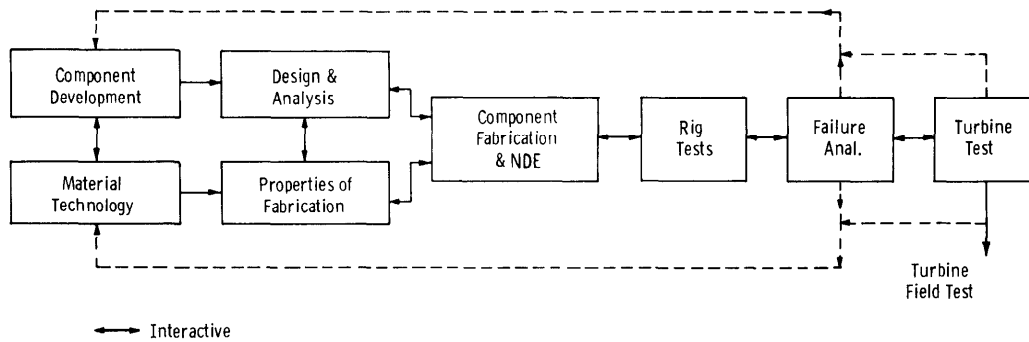 Component
Development
Design &
Analysis
Component
Fabrication
& NDE
Rig
Tests
Failure
Anal.
Turbine
Test
Material
Technology
Properties of
Fabrication
Turbine
Field Test
Interactive